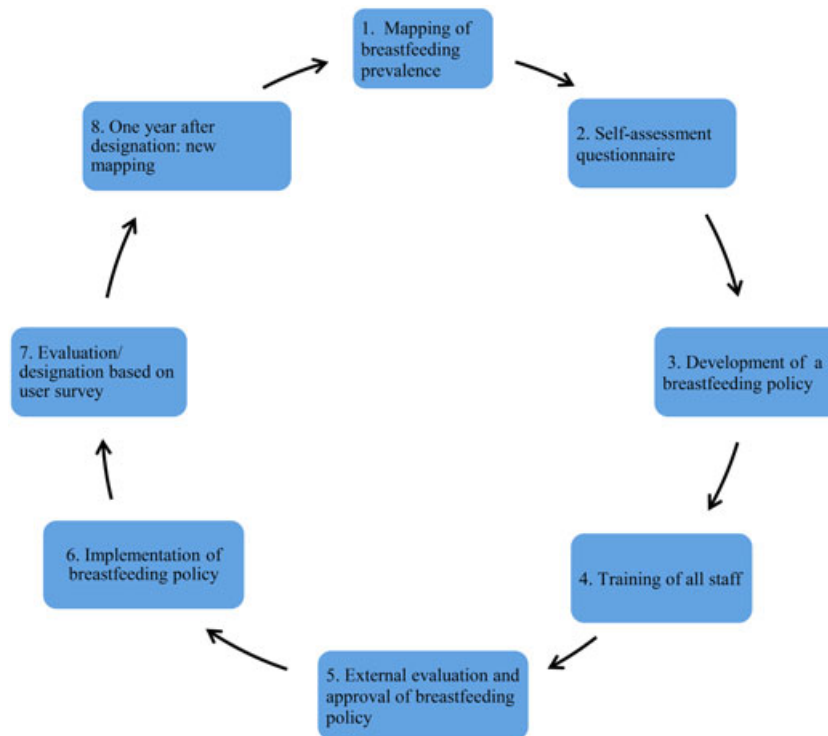 1. Mapping of
breastfeeding
prevalence
2. Self-assessment
questionnaire
3. Development of a
breastfeeding policy
4. Training of all staff
5. External evaluation and
approval of breastfeeding
policy
6. Implementation of
breastfeeding policy
7. Evaluation/
designation based on
user survey
8. One year after
designation: new
mapping